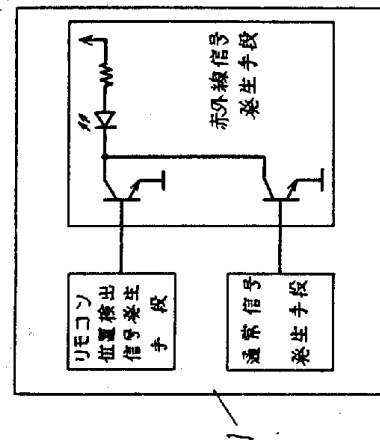 赤外線信号
発生手段
リモコン
位置検出
信号発生
手段
通常信号
発生手段
1